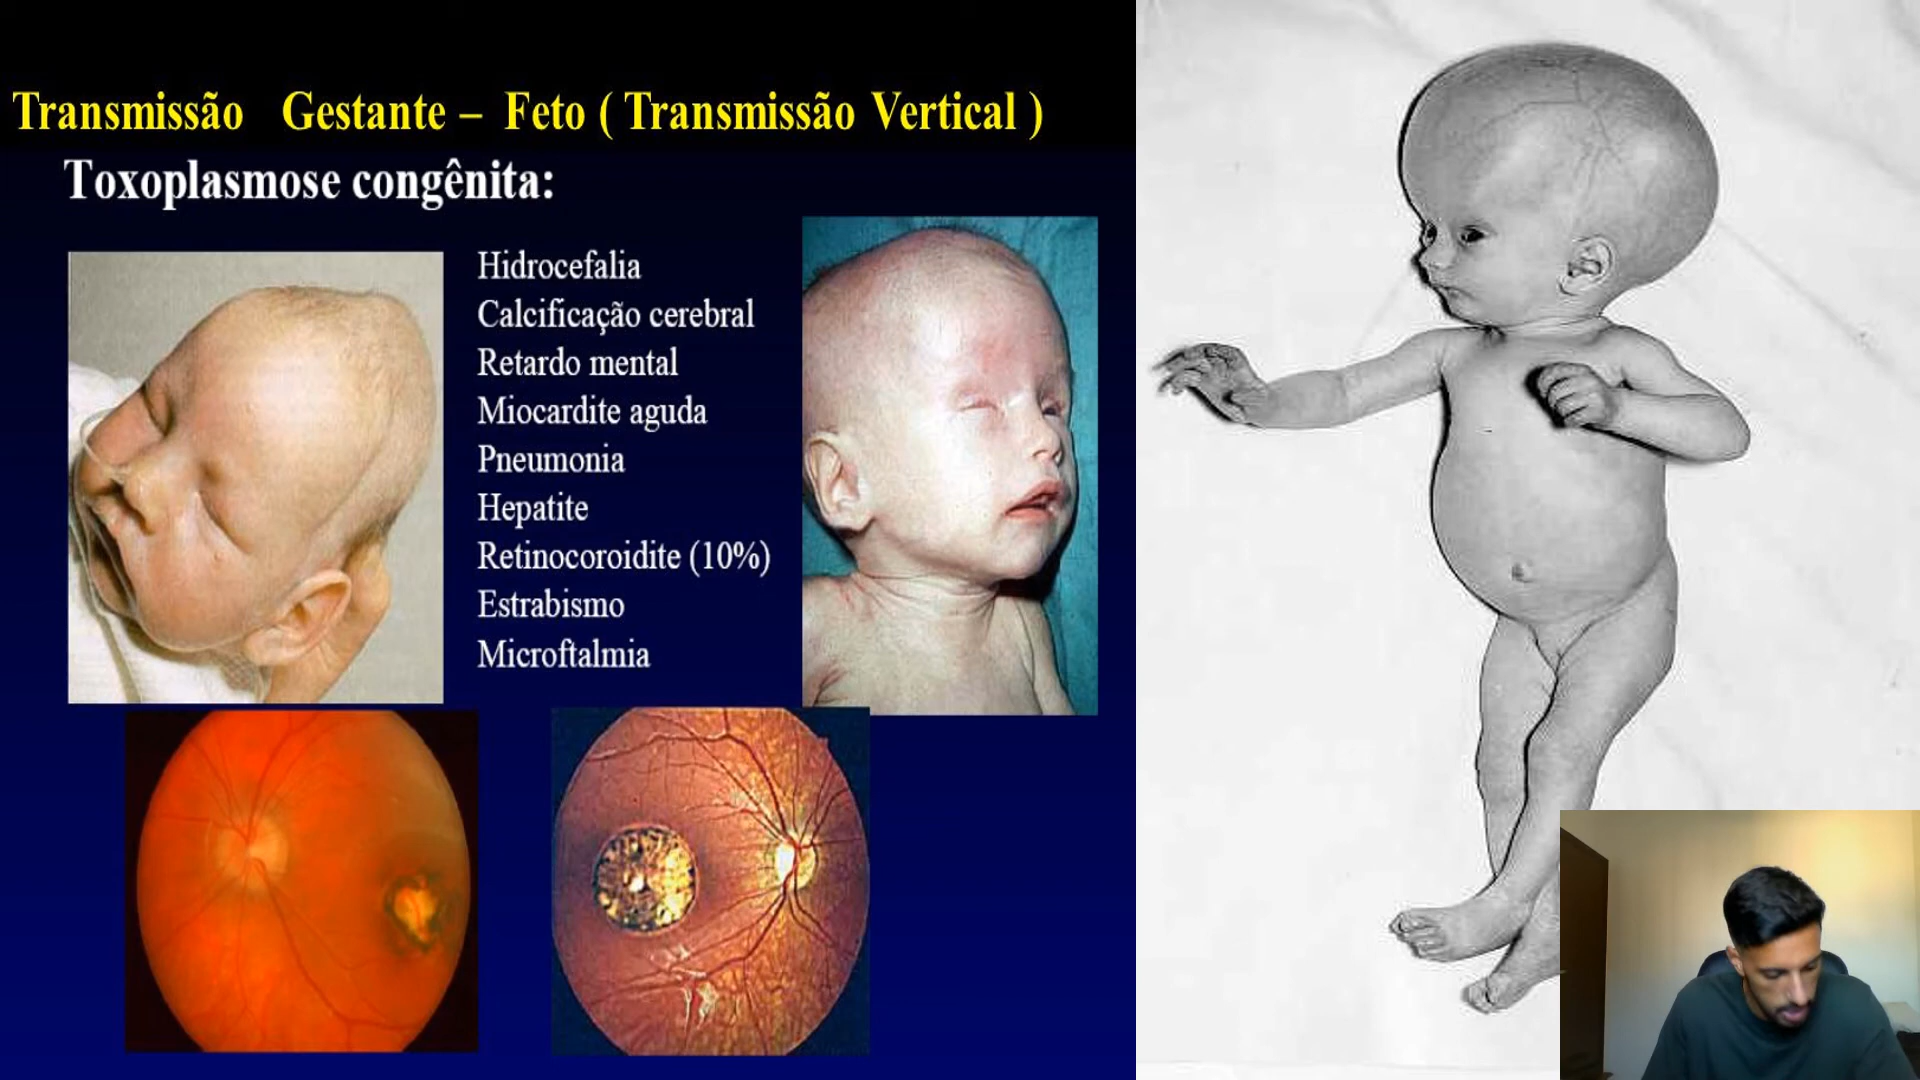 Transmissão Gestante – Feto ( Transmissão Vertical )
Toxoplasmose congênita:
Hidrocefalia
Calcificação cerebral
Retardo mental
Miocardite aguda
Pneumonia
Hepatite
Retinocoroidite (10%)
Estrabismo
Microftalmia